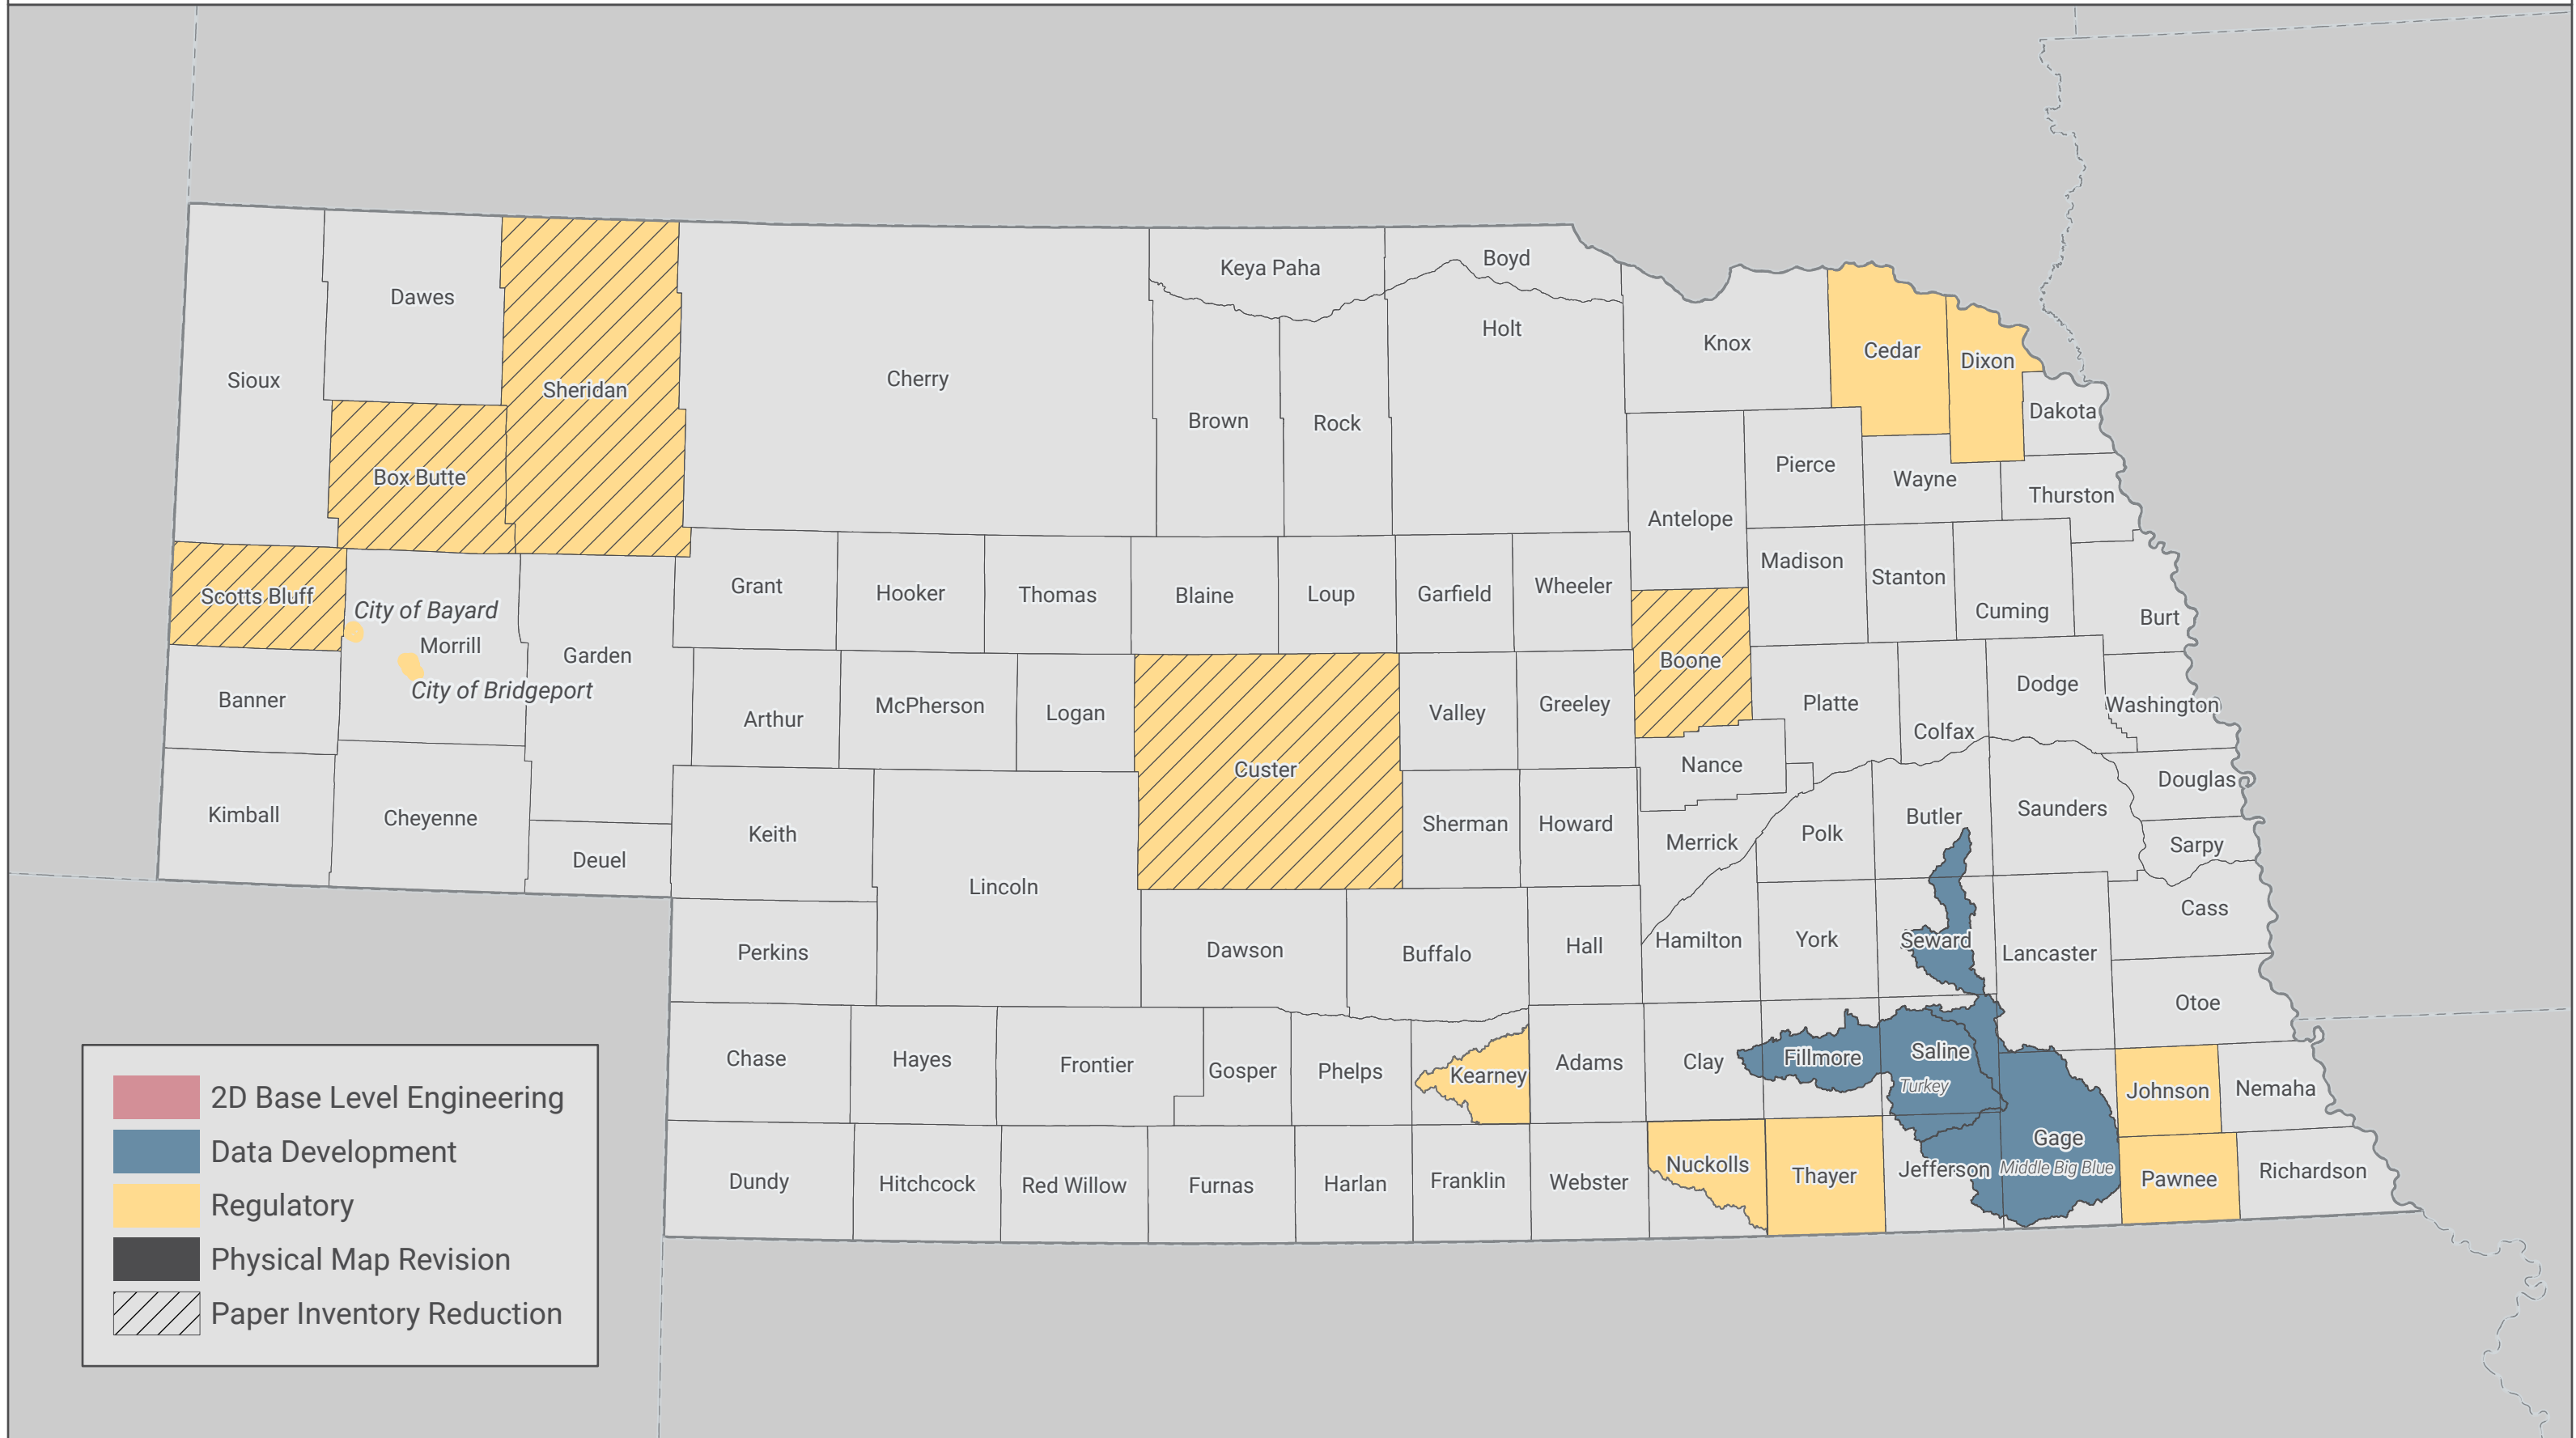 Keya Paha
Boyd
Dawes
Holt
Knox
Cedar
Dixon
Sioux
Sheridan
Cherry
Brown
Rock
Dakota
Box Butte
Pierce
Wayne
Thurston
Antelope
Madison
Stanton
Scotts Bluff
City of Bayard
Morrill
City of Bridgeport
Garden
Grant
Hooker
Thomas
Blaine
Loup
Garfield
Wheeler
Cuming
Burt
Boone
Banner
Arthur
McPherson
Logan
Custer
Valley
Greeley
Platte
Colfax
Dodge
Washington
Nance
Douglas
Kimball
Cheyenne
Deuel
Keith
Lincoln
Sherman
Howard
Merrick
Polk
Butler
Saunders
Sarpy
Cass
Perkins
Dawson
Buffalo
Hall
Hamilton
York
Seward
Lancaster
Otoe
Chase
Hayes
Frontier
Gosper
Phelps
Kearney
Adams
Clay
Fillmore
Saline
Turkey
Johnson
Nemaha
Gage
Middle Big Blue
Dundy
Hitchcock
Red Willow
Furnas
Harlan
Franklin
Webster
Nuckolls
Thayer
Jefferson
Pawnee
Richardson
2D Base Level Engineering
Data Development
Regulatory
Physical Map Revision
Paper Inventory Reduction